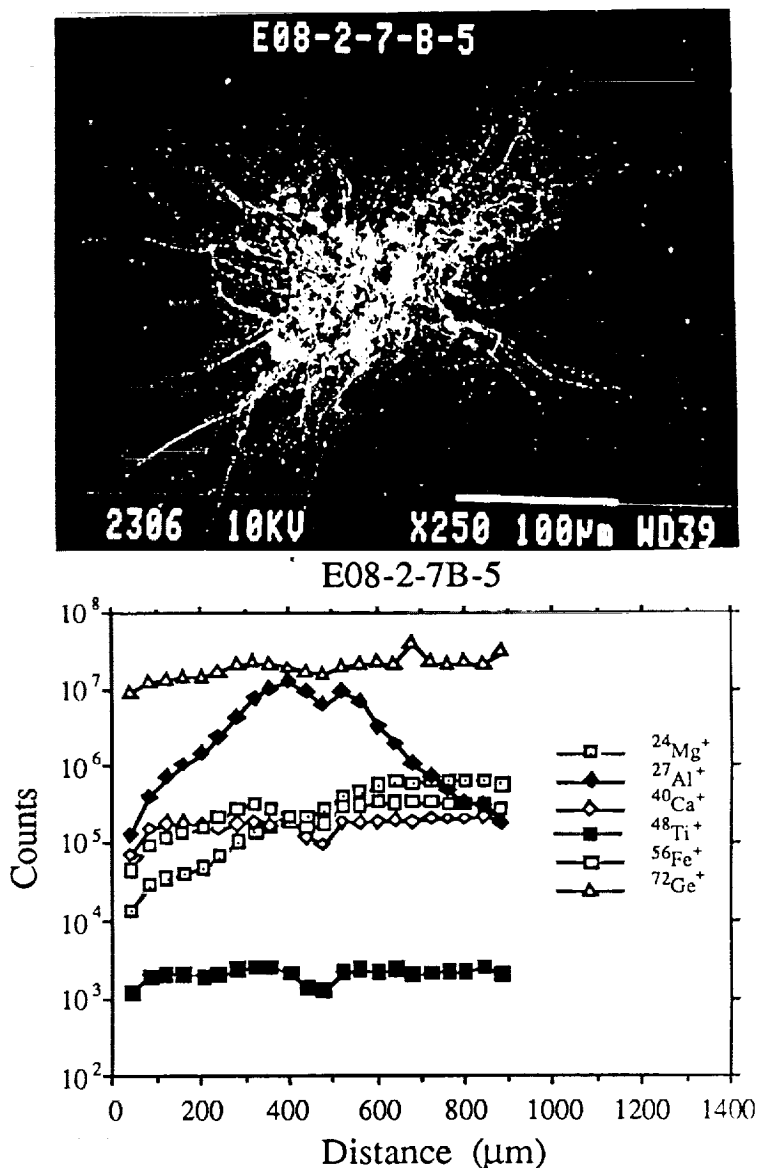 E08-2-7-B-5
2306 10KV X250 100µm WD39
E08-2-7B-5
10⁸
10⁷
10⁶
10⁵
10⁴
10³
10²
Counts
²⁴Mg⁺
²⁷Al⁺
⁴⁰Ca⁺
⁴⁸Ti⁺
⁵⁶Fe⁺
⁷²Ge⁺
0 200 400 600 800 1000 1200 1400
Distance (µm)